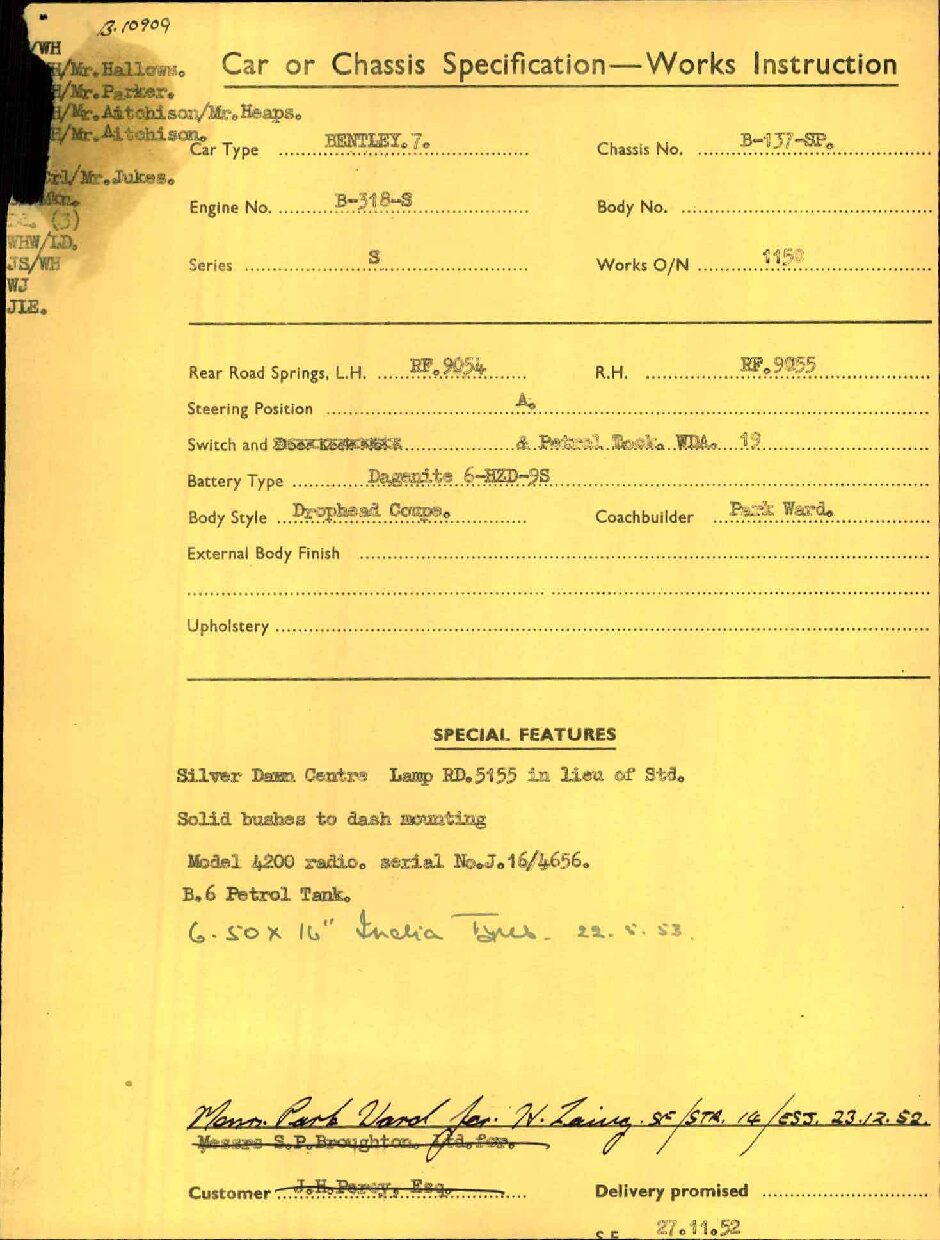 B.10909
/WH
H/Mr.Hallows.
H/Mr.Parker.
H/Mr.Aitchison/Mr.Heaps.
H/Mr.Aitchison.
Crl/Mr.Jukes.
(3)
WHW/LD.
JS/WH
WJ
JLE.
Car or Chassis Specification—Works Instruction
Car Type BENTLEY.7. Chassis No. B-137-SP.
Engine No. B-318-S Body No.
Series S Works O/N 1150
Rear Road Springs, L.H. RF.9054 R.H. RF.9055
Steering Position A.
Switch and & Petrol Lock. WDA. 19
Battery Type Dagenite 6-HZD-9S
Body Style Drophead Coupe. Coachbuilder Park Ward.
External Body Finish
Upholstery
SPECIAL FEATURES
Silver Dawn Centre Lamp RD.5155 in lieu of Std.
Solid bushes to dash mounting
Model 4200 radio. serial No.J.16/4656.
B.6 Petrol Tank.
6.50 x 16" India Tyres. 22.5.53.
Messrs. Park Ward for. H. Laing. SF/STR. 14/ESJ. 23.12.52.
Messrs S.P.Broughton. Ltd.for.
Customer J.H.Percy, Esq. Delivery promised
27.11.52